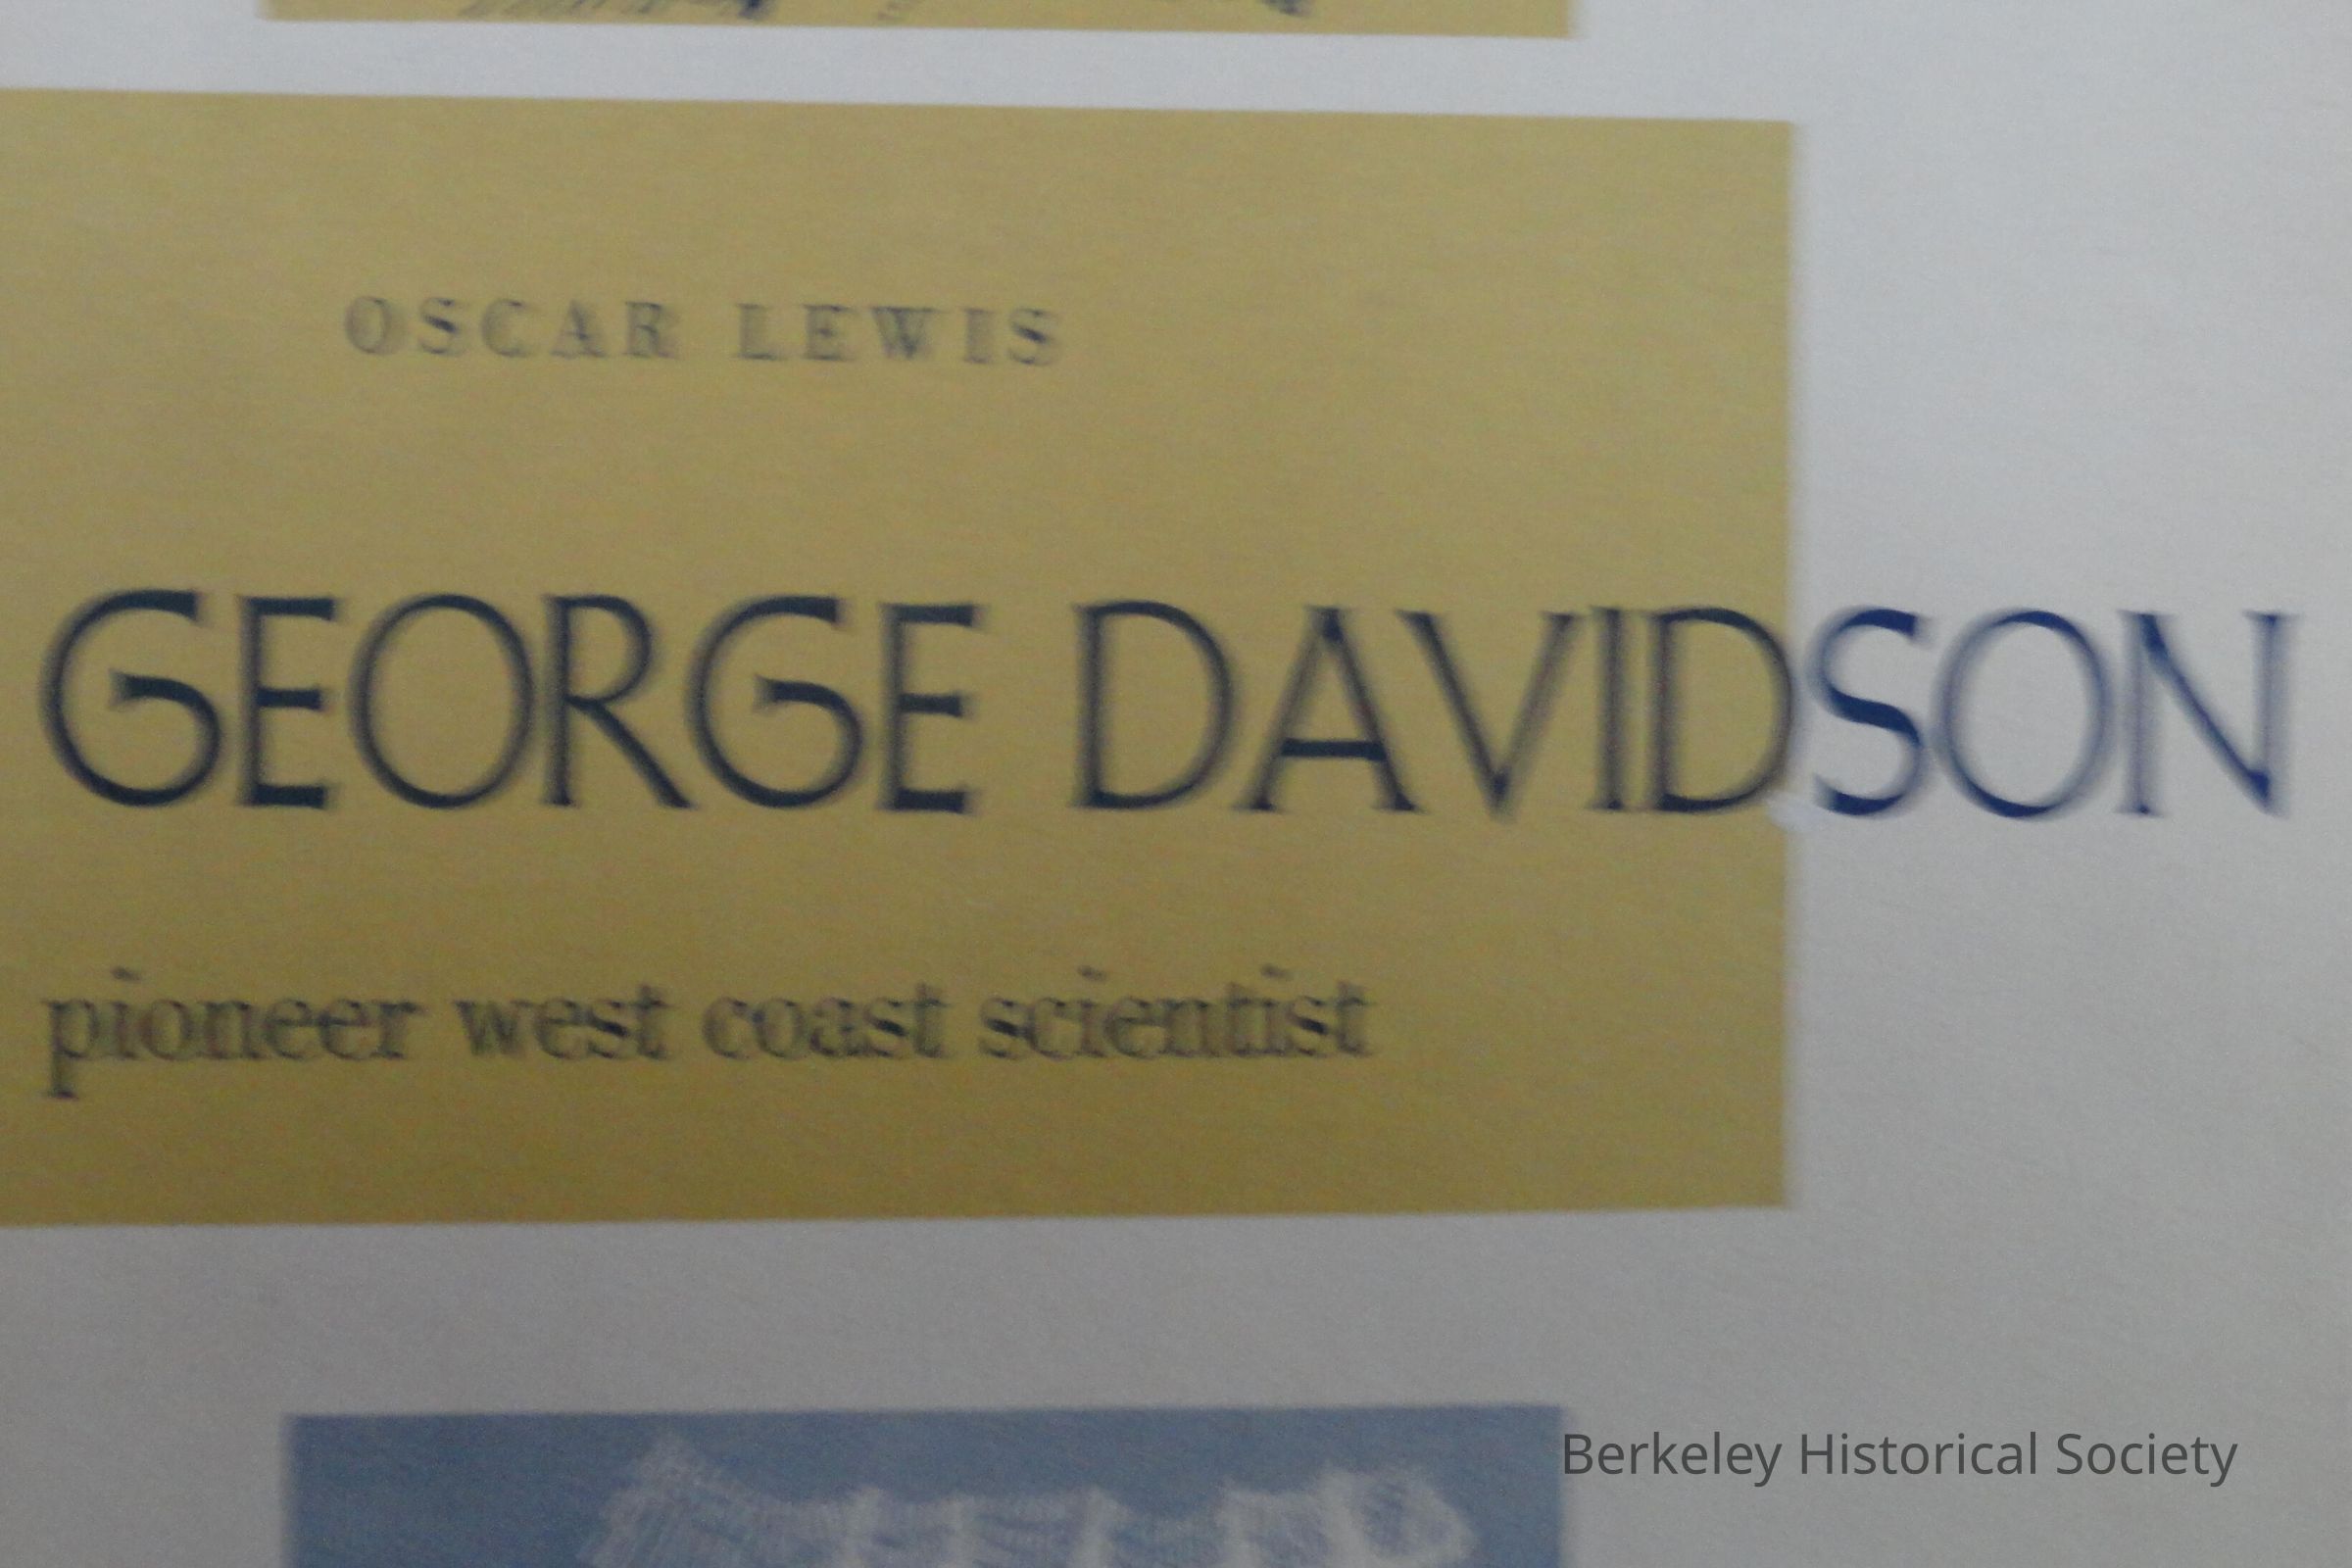 OSCAR LEWIS
GEORGE DAVIDSON
pioneer west coast scientist
Berkeley Historical Society